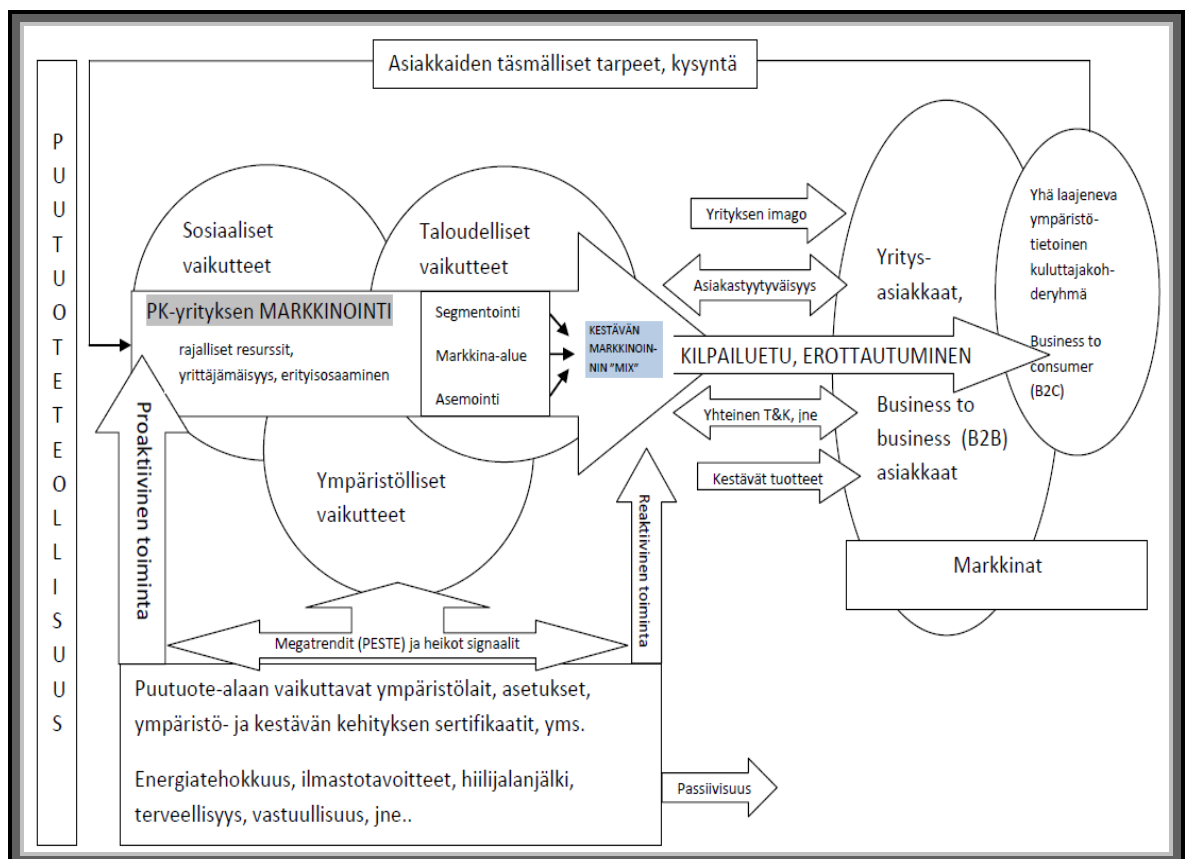 Asiakkaiden täsmälliset tarpeet, kysyntä
PUUTUOTETEOLLISUUS
Sosiaaliset
vaikutteet
Taloudelliset
vaikutteet
PK-yrityksen MARKKINOINTI
rajalliset resurssit,
yrittäjämäisyys, erityisosaaminen
Segmentointi
Markkina-alue
Asemointi
KESTÄVÄN
MARKKINOIN-
NIN "MIX"
Ympäristölliset
vaikutteet
Proaktiivinen toiminta
Reaktiivinen toiminta
Megatrendit (PESTE) ja heikot signaalit
Puutuote-alaan vaikuttavat ympäristölait, asetukset,
ympäristö- ja kestävän kehityksen sertifikaatit, yms.
Energiatehokkuus, ilmastotavoitteet, hiilijalanjälki,
terveellisyys, vastuullisuus, jne..
Passiivisuus
Yrityksen imago
Asiakastyytyväisyys
KILPAILUETU, EROTTAUTUMINEN
Yhteinen T&K, jne
Kestävät tuotteet
Yritys-
asiakkaat,
Business to
business (B2B)
asiakkaat
Yhä laajeneva
ympäristö-
tietoinen
kuluttajakoh-
deryhmä
Business to
consumer
(B2C)
Markkinat